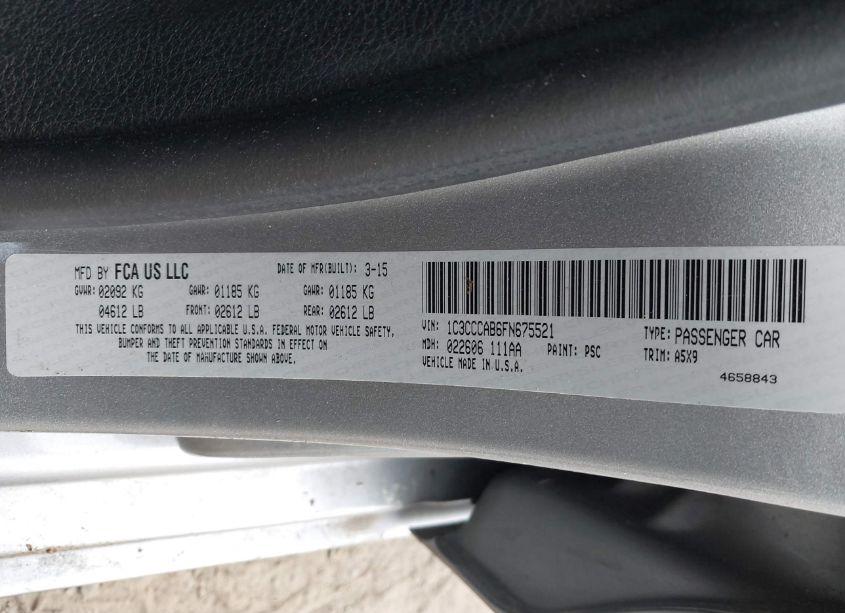 MFD BY FCA US LLC DATE OF MFR(BUILT): 3-15
GVWR: 02092 KG GAWR: 01185 KG GAWR: 01185 KG
04612 LB FRONT: 02612 LB REAR: 02612 LB
THIS VEHICLE CONFORMS TO ALL APPLICABLE U.S.A. FEDERAL MOTOR VEHICLE SAFETY,
BUMPER AND THEFT PREVENTION STANDARDS IN EFFECT ON
THE DATE OF MANUFACTURE SHOWN ABOVE.
VIN: 1C3CCCAB6FN675521 TYPE: PASSENGER CAR
MDH: 022606 111AA PAINT: PSC TRIM: A5X9
VEHICLE MADE IN U.S.A.
4658843